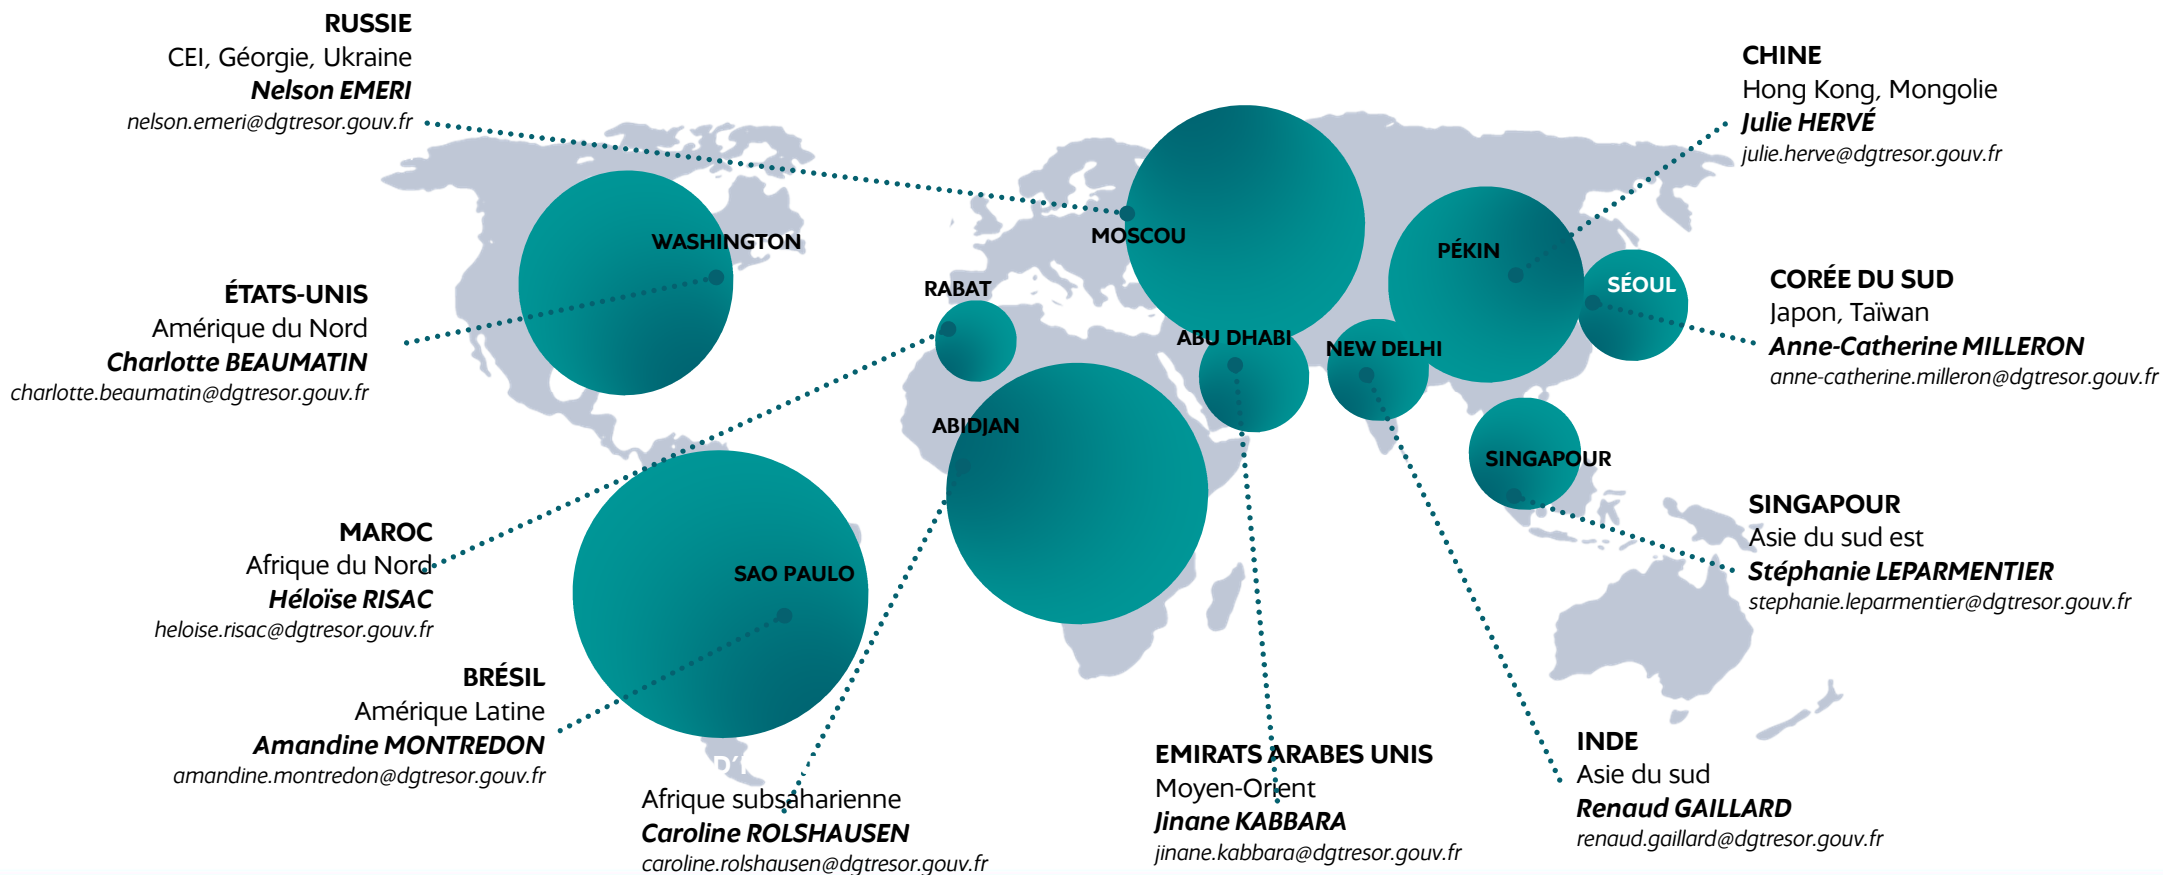 RUSSIE
CEI, Géorgie, Ukraine
Nelson EMERI
nelson.emeri@dgtresor.gouv.fr
CHINE
Hong Kong, Mongolie
Julie HERVÉ
julie.herve@dgtresor.gouv.fr
WASHINGTON
MOSCOU
PÉKIN
SÉOUL
RABAT
ABU DHABI
NEW DELHI
ABIDJAN
SINGAPOUR
SAO PAULO
ÉTATS-UNIS
Amérique du Nord
Charlotte BEAUMATIN
charlotte.beaumatin@dgtresor.gouv.fr
CORÉE DU SUD
Japon, Taïwan
Anne-Catherine MILLERON
anne-catherine.milleron@dgtresor.gouv.fr
MAROC
Afrique du Nord
Héloïse RISAC
heloise.risac@dgtresor.gouv.fr
SINGAPOUR
Asie du sud est
Stéphanie LEPARMENTIER
stephanie.leparmentier@dgtresor.gouv.fr
BRÉSIL
Amérique Latine
Amandine MONTREDON
amandine.montredon@dgtresor.gouv.fr
Afrique subsaharienne
Caroline ROLSHAUSEN
caroline.rolshausen@dgtresor.gouv.fr
EMIRATS ARABES UNIS
Moyen-Orient
Jinane KABBARA
jinane.kabbara@dgtresor.gouv.fr
INDE
Asie du sud
Renaud GAILLARD
renaud.gaillard@dgtresor.gouv.fr